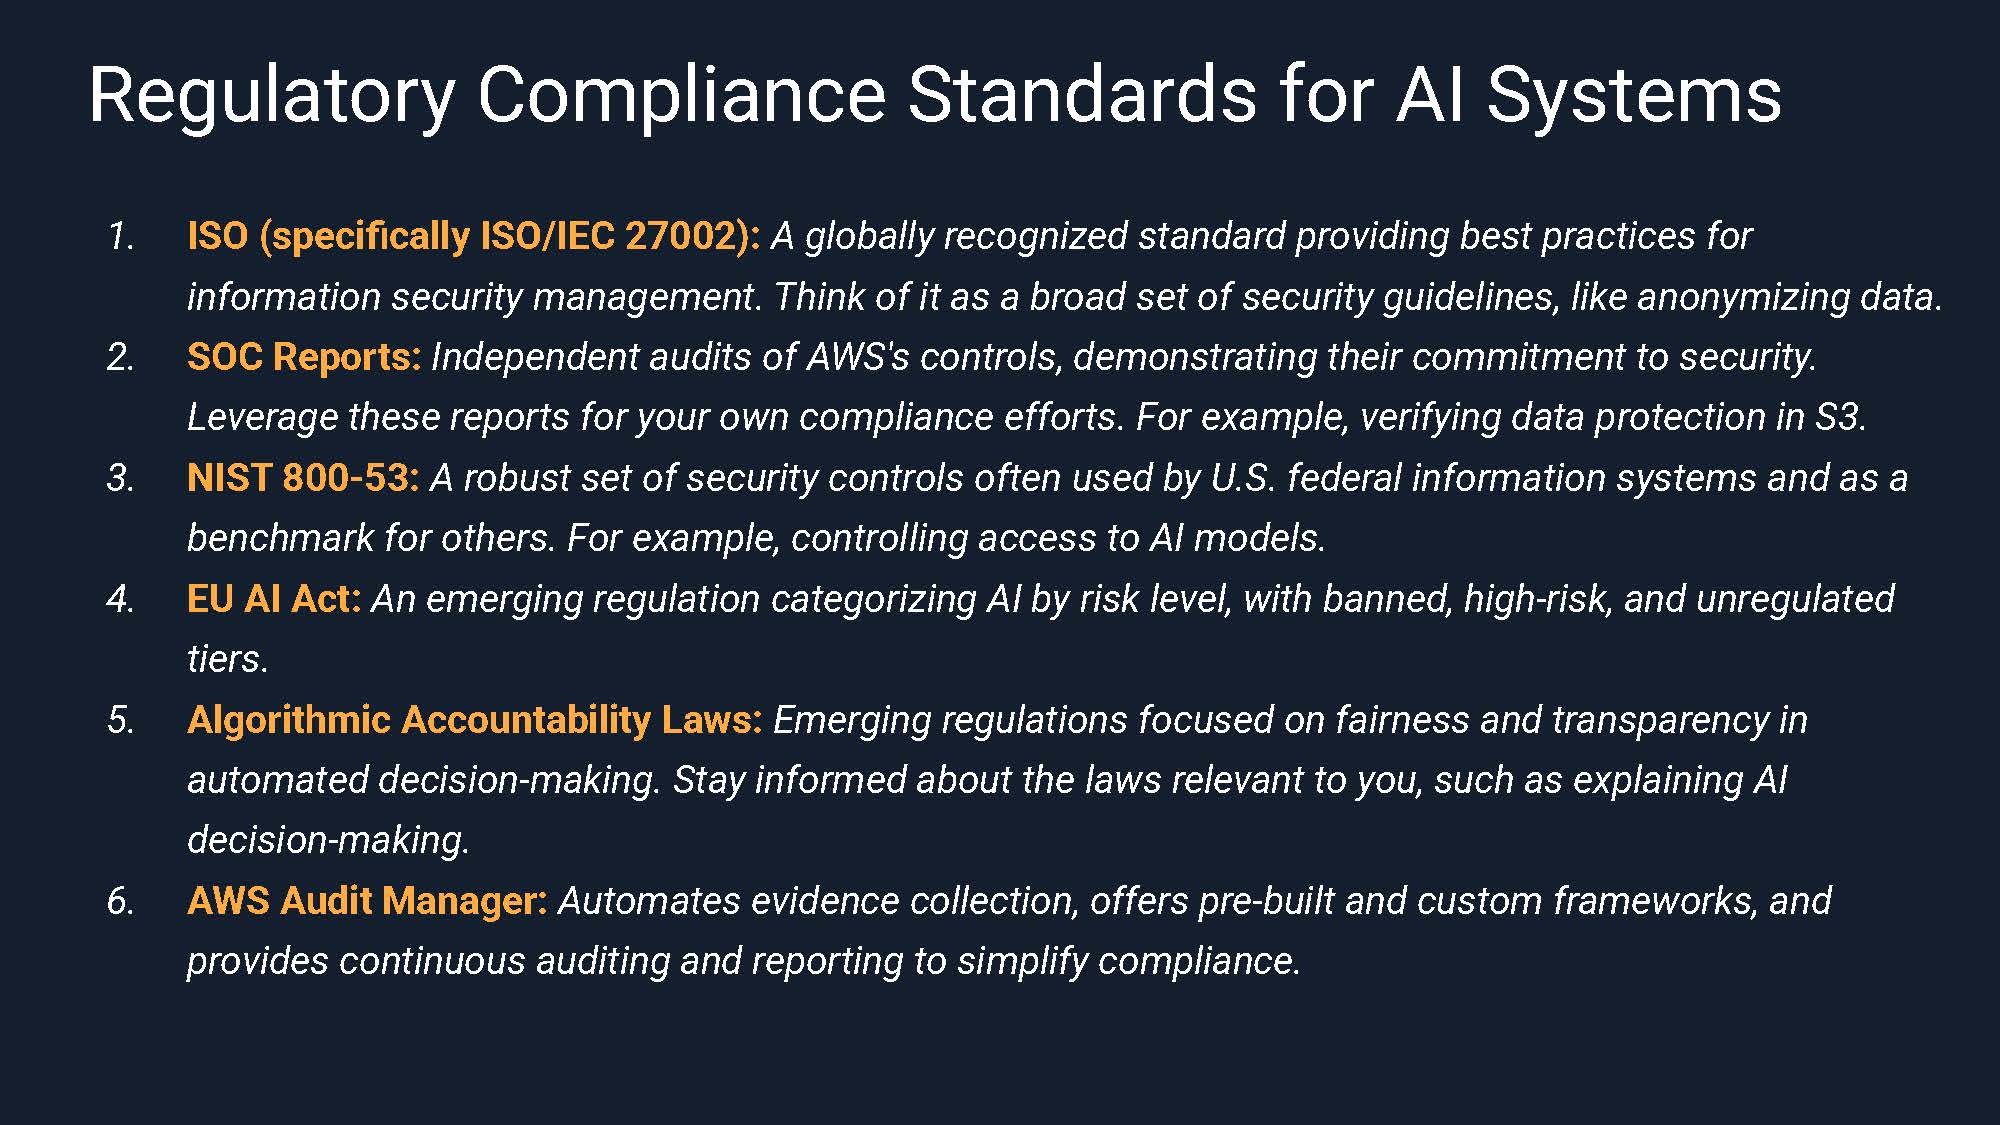 Regulatory Compliance Standards for AI Systems
1. ISO (specifically ISO/IEC 27002): A globally recognized standard providing best practices for
information security management. Think of it as a broad set of security guidelines, like anonymizing data.
2. SOC Reports: Independent audits of AWS's controls, demonstrating their commitment to security.
Leverage these reports for your own compliance efforts. For example, verifying data protection in S3.
3. NIST 800-53: A robust set of security controls often used by U.S. federal information systems and as a
benchmark for others. For example, controlling access to AI models.
4. EU AI Act: An emerging regulation categorizing AI by risk level, with banned, high-risk, and unregulated
tiers.
5. Algorithmic Accountability Laws: Emerging regulations focused on fairness and transparency in
automated decision-making. Stay informed about the laws relevant to you, such as explaining AI
decision-making.
6. AWS Audit Manager: Automates evidence collection, offers pre-built and custom frameworks, and
provides continuous auditing and reporting to simplify compliance.